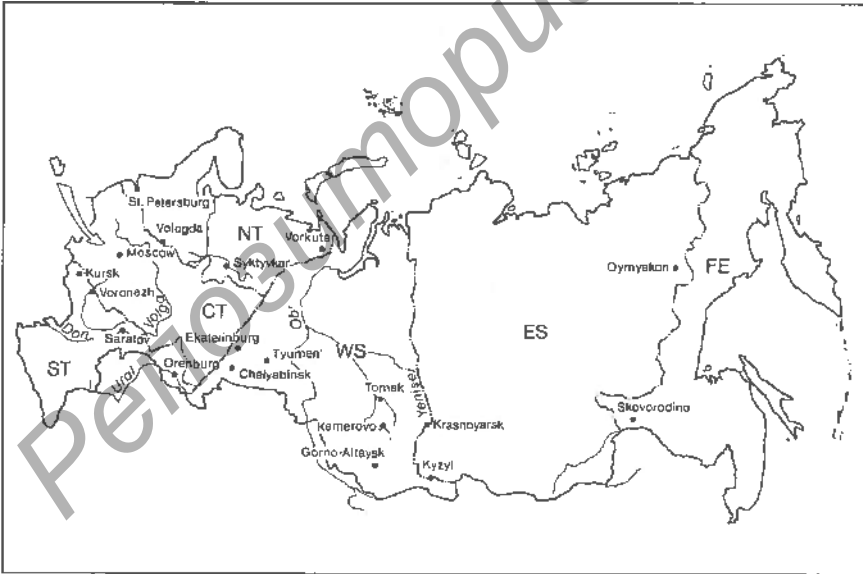 Репозитори
St. Petersburg
Vologda
NT
Vorkuta
Moscow
Syktyvkar
Oymyakon
FE
Kursk
Voronezh
Volga
CT
Ob'
ES
Don
Saratov
Ekaterinburg
WS
ST
Ural
Orenburg
Tyumen'
Chelyabinsk
Tomsk
Yenisei
Skovorodino
Kemerovo
Krasnoyarsk
Gorno-Altaysk
Kyzyl